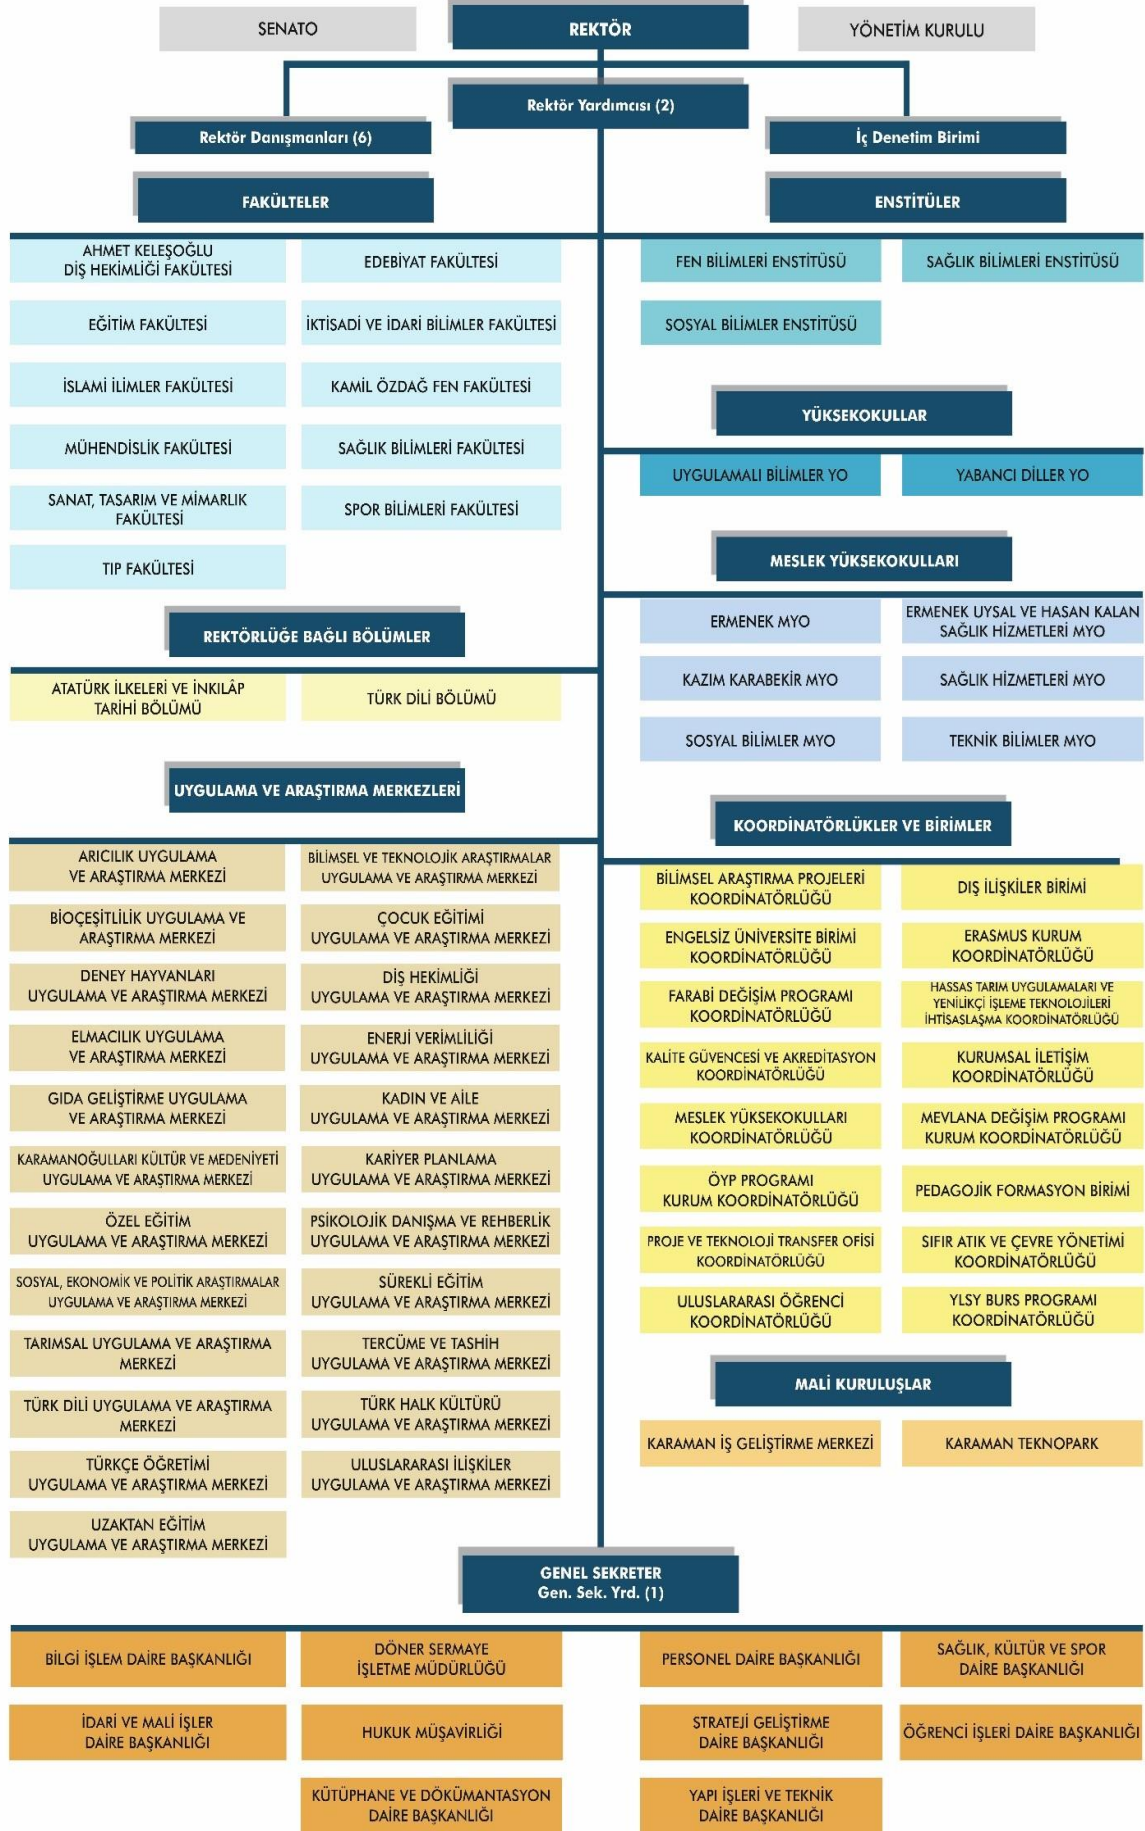 SENATO
REKTÖR
YÖNETİM KURULU
Rektör Yardımcısı (2)
Rektör Danışmanları (6)
İç Denetim Birimi
FAKÜLTELER
AHMET KELEŞOĞLU
DİŞ HEKİMLİĞİ FAKÜLTESİ
EDEBİYAT FAKÜLTESİ
EĞİTİM FAKÜLTESİ
İKTİSADİ VE İDARİ BİLİMLER FAKÜLTESİ
İSLAMİ İLİMLER FAKÜLTESİ
KAMİL ÖZDAĞ FEN FAKÜLTESİ
MÜHENDİSLİK FAKÜLTESİ
SAĞLIK BİLİMLERİ FAKÜLTESİ
SANAT, TASARIM VE MİMARLIK
FAKÜLTESİ
SPOR BİLİMLERİ FAKÜLTESİ
TIP FAKÜLTESİ
REKTÖRLÜĞE BAĞLI BÖLÜMLER
ATATÜRK İLKELERİ VE İNKILÂP
TARİHİ BÖLÜMÜ
TÜRK DİLİ BÖLÜMÜ
UYGULAMA VE ARAŞTIRMA MERKEZLERİ
ARICILIK UYGULAMA
VE ARAŞTIRMA MERKEZİ
BİLİMSEL VE TEKNOLOJİK ARAŞTIRMALAR
UYGULAMA VE ARAŞTIRMA MERKEZİ
BİOÇEŞİTLİLİK UYGULAMA VE
ARAŞTIRMA MERKEZİ
ÇOCUK EĞİTİMİ
UYGULAMA VE ARAŞTIRMA MERKEZİ
DENEY HAYVANLARI
UYGULAMA VE ARAŞTIRMA MERKEZİ
DİŞ HEKİMLİĞİ
UYGULAMA VE ARAŞTIRMA MERKEZİ
ELMACILIK UYGULAMA
VE ARAŞTIRMA MERKEZİ
ENERJİ VERİMLİLİĞİ
UYGULAMA VE ARAŞTIRMA MERKEZİ
GIDA GELİŞTİRME UYGULAMA
VE ARAŞTIRMA MERKEZİ
KADIN VE AİLE
UYGULAMA VE ARAŞTIRMA MERKEZİ
KARAMANOĞULLARI KÜLTÜR VE MEDENİYETİ
UYGULAMA VE ARAŞTIRMA MERKEZİ
KARİYER PLANLAMA
UYGULAMA VE ARAŞTIRMA MERKEZİ
ÖZEL EĞİTİM
UYGULAMA VE ARAŞTIRMA MERKEZİ
PSİKOLOJİK DANIŞMA VE REHBERLİK
UYGULAMA VE ARAŞTIRMA MERKEZİ
SOSYAL, EKONOMİK VE POLİTİK ARAŞTIRMALAR
UYGULAMA VE ARAŞTIRMA MERKEZİ
SÜREKLİ EĞİTİM
UYGULAMA VE ARAŞTIRMA MERKEZİ
TARIMSAL UYGULAMA VE ARAŞTIRMA
MERKEZİ
TERCÜME VE TASHİH
UYGULAMA VE ARAŞTIRMA MERKEZİ
TÜRK DİLİ UYGULAMA VE ARAŞTIRMA
MERKEZİ
TÜRK HALK KÜLTÜRÜ
UYGULAMA VE ARAŞTIRMA MERKEZİ
TÜRKÇE ÖĞRETİMİ
UYGULAMA VE ARAŞTIRMA MERKEZİ
ULUSLARARASI İLİŞKİLER
UYGULAMA VE ARAŞTIRMA MERKEZİ
UZAKTAN EĞİTİM
UYGULAMA VE ARAŞTIRMA MERKEZİ
ENSTİTÜLER
FEN BİLİMLERİ ENSTİTÜSÜ
SAĞLIK BİLİMLERİ ENSTİTÜSÜ
SOSYAL BİLİMLER ENSTİTÜSÜ
YÜKSEKOKULLAR
UYGULAMALI BİLİMLER YO
YABANCI DİLLER YO
MESLEK YÜKSEKOKULLARI
ERMENEK MYO
ERMENEK UYSAL VE HASAN KALAN
SAĞLIK HİZMETLERİ MYO
KAZIM KARABEKİR MYO
SAĞLIK HİZMETLERİ MYO
SOSYAL BİLİMLER MYO
TEKNİK BİLİMLER MYO
KOORDİNATÖRLÜKLER VE BİRİMLER
BİLİMSEL ARAŞTIRMA PROJELERİ
KOORDİNATÖRLÜĞÜ
DIŞ İLİŞKİLER BİRİMİ
ENGELSİZ ÜNİVERSİTE BİRİMİ
KOORDİNATÖRLÜĞÜ
ERASMUS KURUM
KOORDİNATÖRLÜĞÜ
FARABİ DEĞİŞİM PROGRAMI
KOORDİNATÖRLÜĞÜ
HASSAS TARIM UYGULAMALARI VE
YENİLİKÇİ İŞLEME TEKNOLOJİLERİ
İHTİSASLAŞMA KOORDİNATÖRLÜĞÜ
KALİTE GÜVENCESİ VE AKREDİTASYON
KOORDİNATÖRLÜĞÜ
KURUMSAL İLETİŞİM
KOORDİNATÖRLÜĞÜ
MESLEK YÜKSEKOKULLARI
KOORDİNATÖRLÜĞÜ
MEVLANA DEĞİŞİM PROGRAMI
KURUM KOORDİNATÖRLÜĞÜ
ÖYP PROGRAMI
KURUM KOORDİNATÖRLÜĞÜ
PEDAGOJİK FORMASYON BİRİMİ
PROJE VE TEKNOLOJİ TRANSFER OFİSİ
KOORDİNATÖRLÜĞÜ
SIFIR ATIK VE ÇEVRE YÖNETİMİ
KOORDİNATÖRLÜĞÜ
ULUSLARARASI ÖĞRENCİ
KOORDİNATÖRLÜĞÜ
YLSY BURS PROGRAMI
KOORDİNATÖRLÜĞÜ
MALİ KURULUŞLAR
KARAMAN İŞ GELİŞTİRME MERKEZİ
KARAMAN TEKNOPARK
GENEL SEKRETER
Gen. Sek. Yrd. (1)
BİLGİ İŞLEM DAİRE BAŞKANLIĞI
DÖNER SERMAYE
İŞLETME MÜDÜRLÜĞÜ
PERSONEL DAİRE BAŞKANLIĞI
SAĞLIK, KÜLTÜR VE SPOR
DAİRE BAŞKANLIĞI
İDARİ VE MALİ İŞLER
DAİRE BAŞKANLIĞI
HUKUK MÜŞAVİRLİĞİ
STRATEJİ GELİŞTİRME
DAİRE BAŞKANLIĞI
ÖĞRENCİ İŞLERİ DAİRE BAŞKANLIĞI
KÜTÜPHANE VE DÖKÜMANTASYON
DAİRE BAŞKANLIĞI
YAPI İŞLERİ VE TEKNİK
DAİRE BAŞKANLIĞI